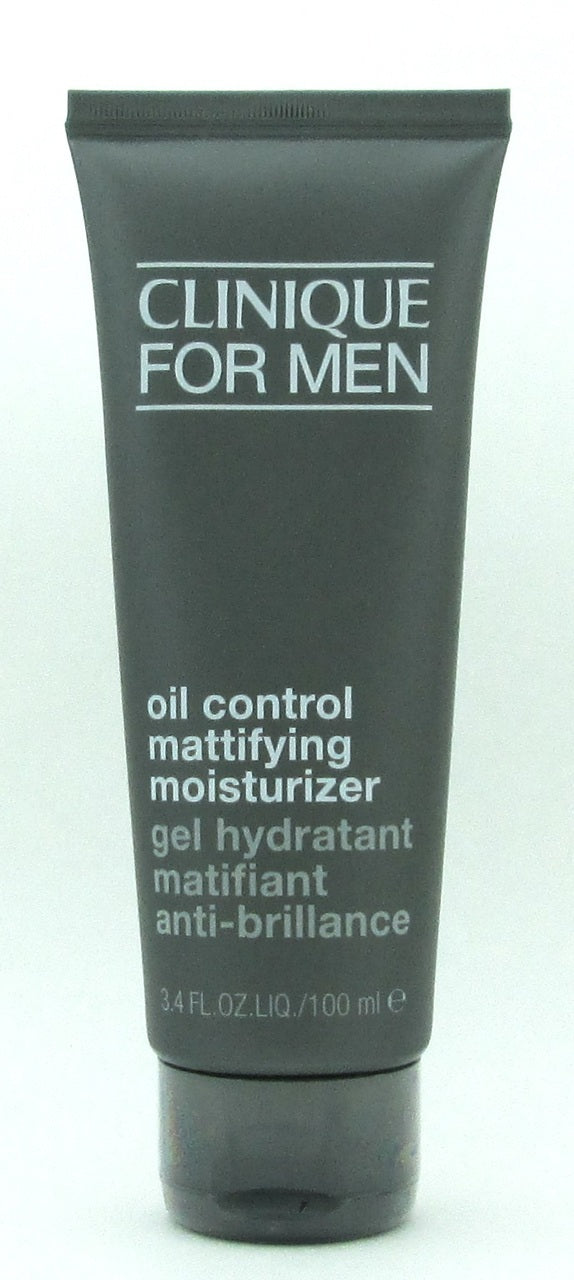 CLINIQUE
FOR MEN
oil control
mattifying
moisturizer
gel hydratant
matifiant
anti-brillance
3.4 FL.OZ.LIQ./100 ml ℮